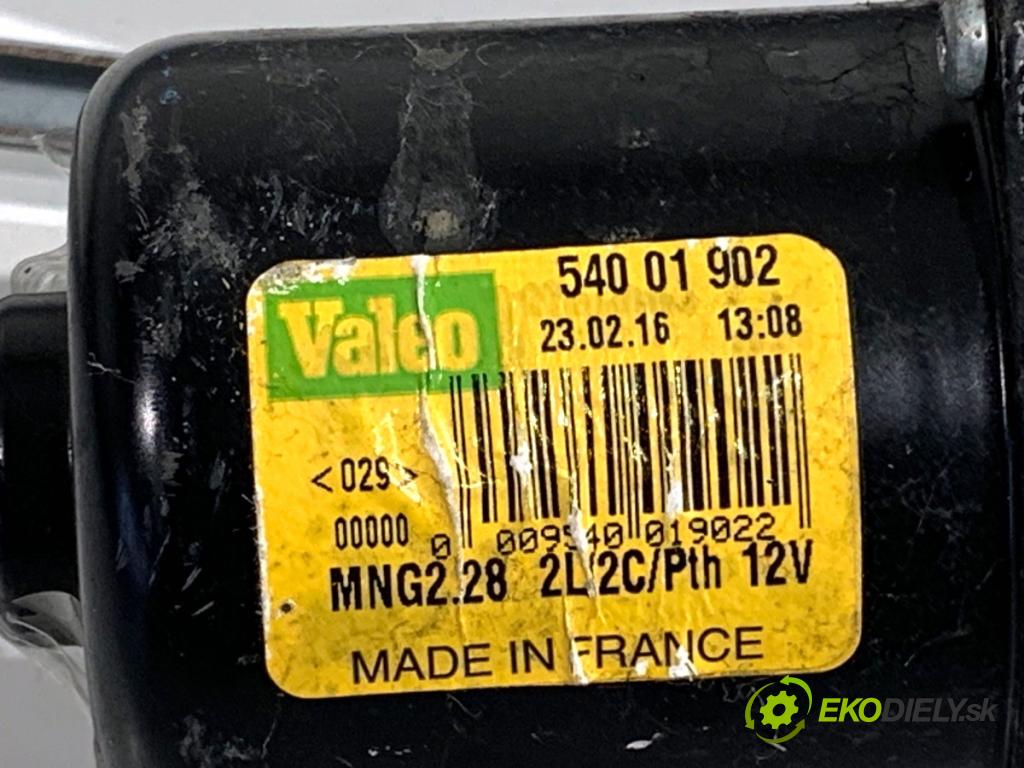 Valeo
540 01 902
23.02.16 13:08
<029>
00000
0 009540 019022
MNG2.28 2L/2C/Pth 12V
MADE IN FRANCE
EKODIELY.sk